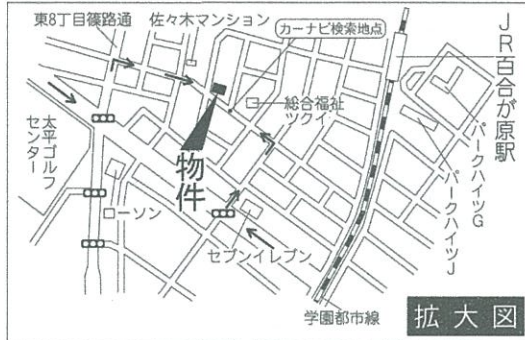 東8丁目篠路通
佐々木マンション
カーナビ検索地点
JR百合が原駅
太平ゴルフ
センター
総合福祉
ツクイ
物件
ローソン
セブンイレブン
パークハイツG
パークハイツJ
学園都市線
拡大図